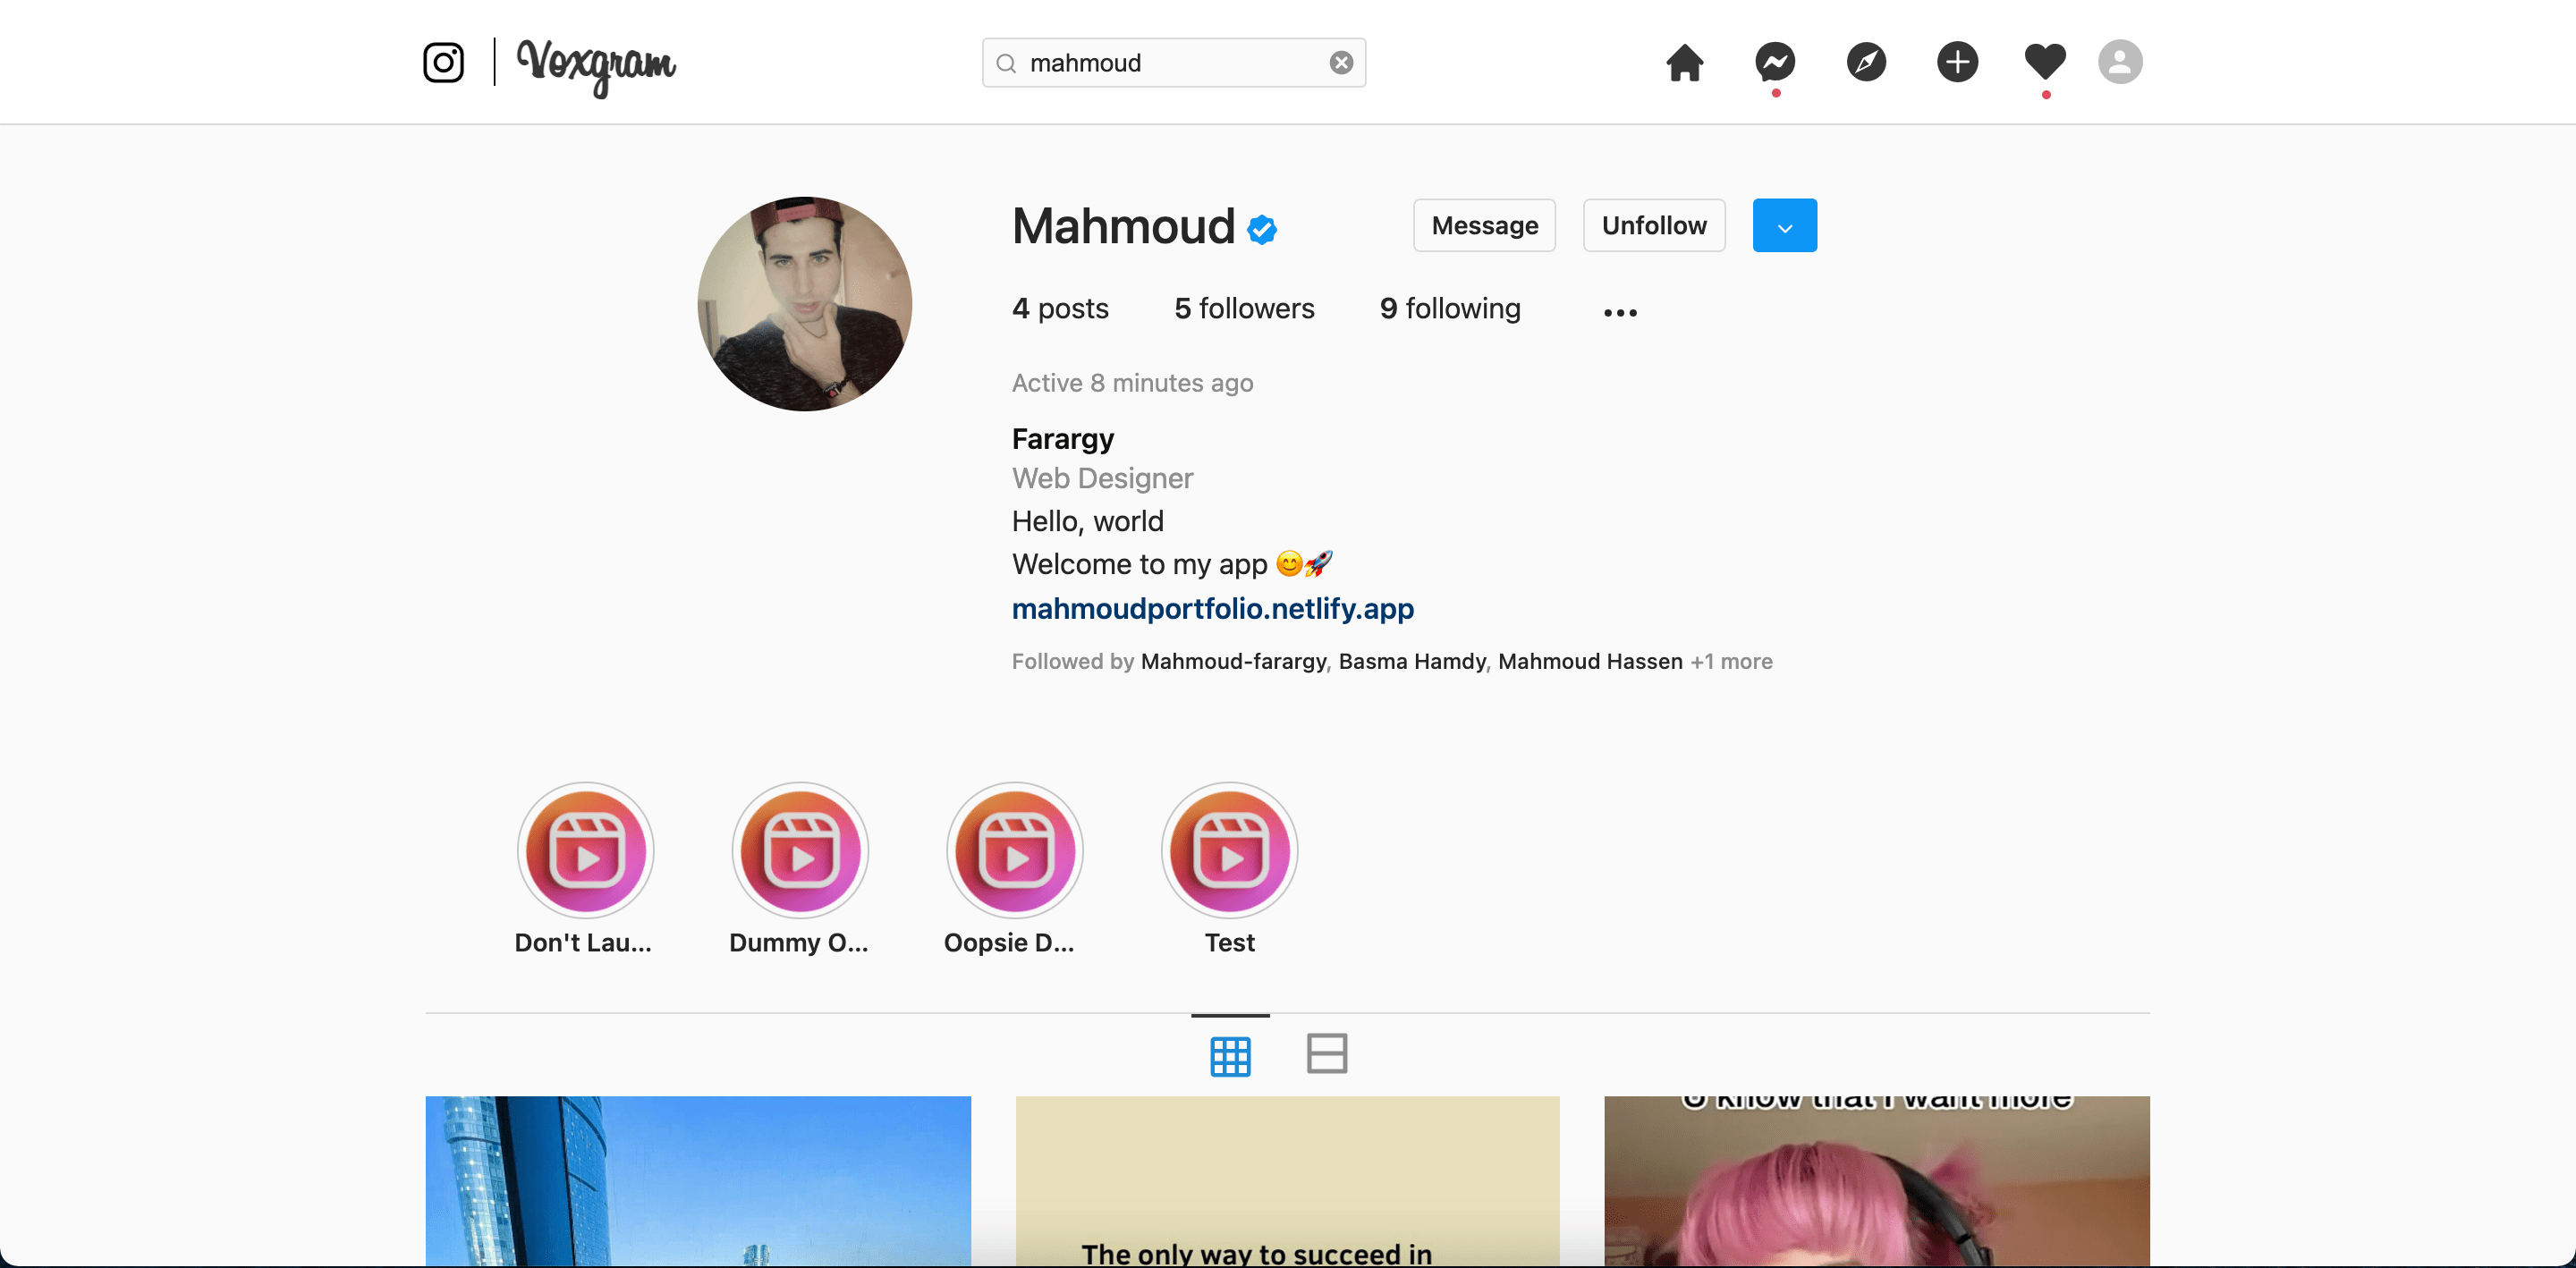 Voxgram
mahmoud
Mahmoud
Message
Unfollow
4 posts 5 followers 9 following
Active 8 minutes ago
Farargy
Web Designer
Hello, world
Welcome to my app 😊🚀
mahmoudportfolio.netlify.app
Followed by Mahmoud-farargy, Basma Hamdy, Mahmoud Hassen +1 more
Don't Lau...
Dummy O...
Oopsie D...
Test
The only way to succeed in
know that I want more